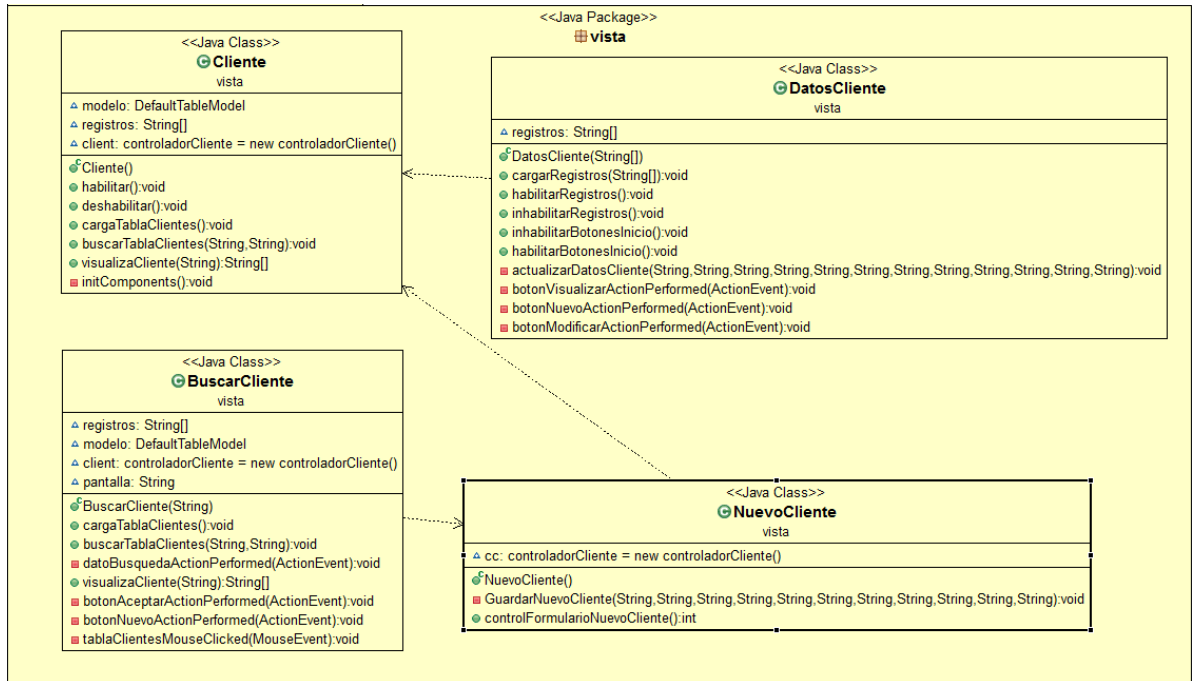 <<Java Package>>
vista
<<Java Class>>
Cliente
vista
modelo: DefaultTableModel
registros: String[]
client: controladorCliente = new controladorCliente()
Cliente()
habilitar():void
deshabilitar():void
cargaTablaClientes():void
buscarTablaClientes(String,String):void
visualizaCliente(String):String[]
initComponents():void
<<Java Class>>
DatosCliente
vista
registros: String[]
DatosCliente(String[])
cargarRegistros(String[]):void
habilitarRegistros():void
inhabilitarRegistros():void
inhabilitarBotonesInicio():void
habilitarBotonesInicio():void
actualizarDatosCliente(String,String,String,String,String,String,String,String,String,String,String,String):void
botonVisualizarActionPerformed(ActionEvent):void
botonNuevoActionPerformed(ActionEvent):void
botonModificarActionPerformed(ActionEvent):void
<<Java Class>>
BuscarCliente
vista
registros: String[]
modelo: DefaultTableModel
client: controladorCliente = new controladorCliente()
pantalla: String
BuscarCliente(String)
cargaTablaClientes():void
buscarTablaClientes(String,String):void
datoBusquedaActionPerformed(ActionEvent):void
visualizaCliente(String):String[]
botonAceptarActionPerformed(ActionEvent):void
botonNuevoActionPerformed(ActionEvent):void
tablaClientesMouseClicked(MouseEvent):void
<<Java Class>>
NuevoCliente
vista
cc: controladorCliente = new controladorCliente()
NuevoCliente()
GuardarNuevoCliente(String,String,String,String,String,String,String,String,String,String,String):void
controlFormularioNuevoCliente():int